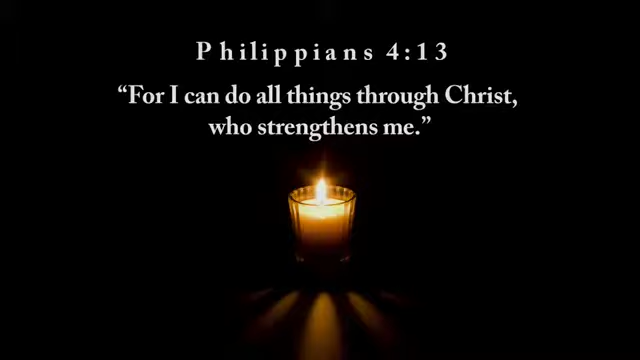 Philippians 4:13
“For I can do all things through Christ,
who strengthens me.”